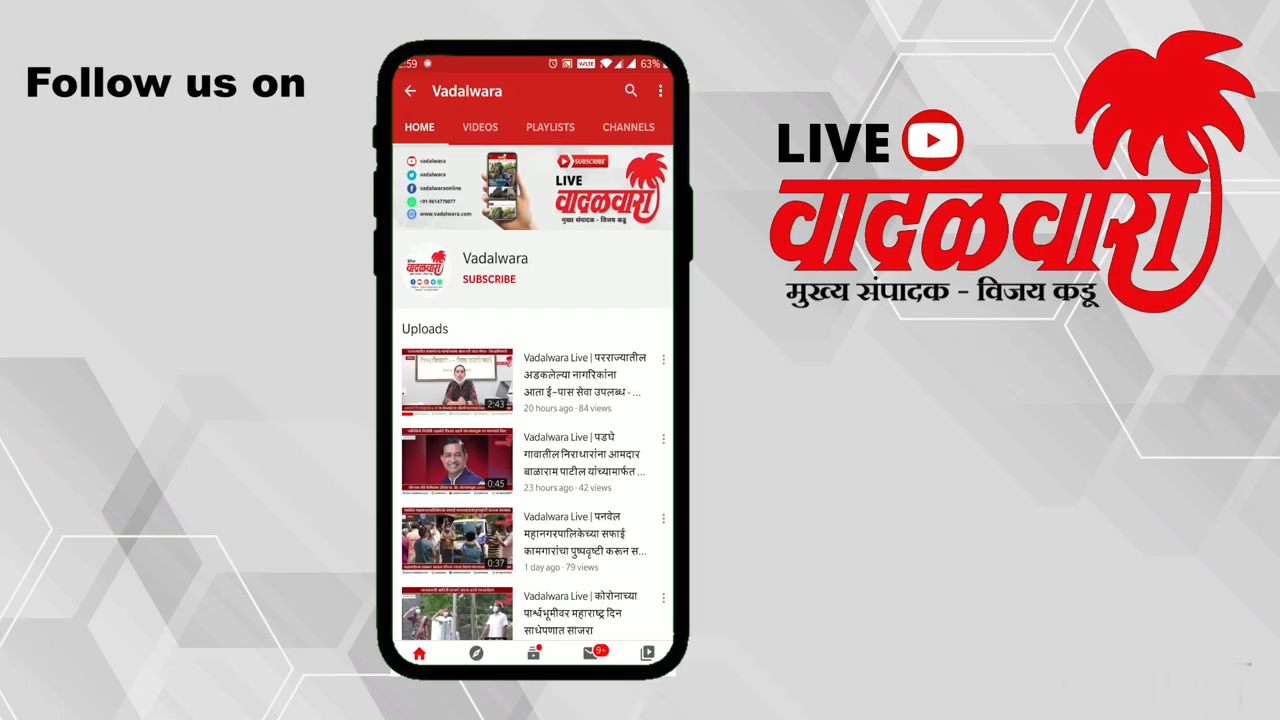 Follow us on
2:59
63%
Vadalwara
HOME VIDEOS PLAYLISTS CHANNELS
vadalwara
vadalwara
vadalwaraonline
www.vadalwara.com
SUBSCRIBE
LIVE
वादळवारा
मुख्य संपादक - विजय कडू
वादळवारा
Vadalwara
SUBSCRIBE
Uploads
2:43
Vadalwara Live | परराज्यातील
अडकलेल्या नागरिकांना
आता ई-पास सेवा उपलब्ध - ...
20 hours ago · 84 views
0:45
Vadalwara Live | पडघे
गावातील निराधारांना आमदार
बाळाराम पाटील यांच्यामार्फत ...
23 hours ago · 42 views
0:37
Vadalwara Live | पनवेल
महानगरपालिकेच्या सफाई
कामगारांचा पुष्पवृष्टी करून स...
1 day ago · 79 views
Vadalwara Live | कोरोनाच्या
पार्श्वभूमीवर महाराष्ट्र दिन
साधेपणात साजरा
9+
LIVE
वादळवारा
मुख्य संपादक - विजय कडू